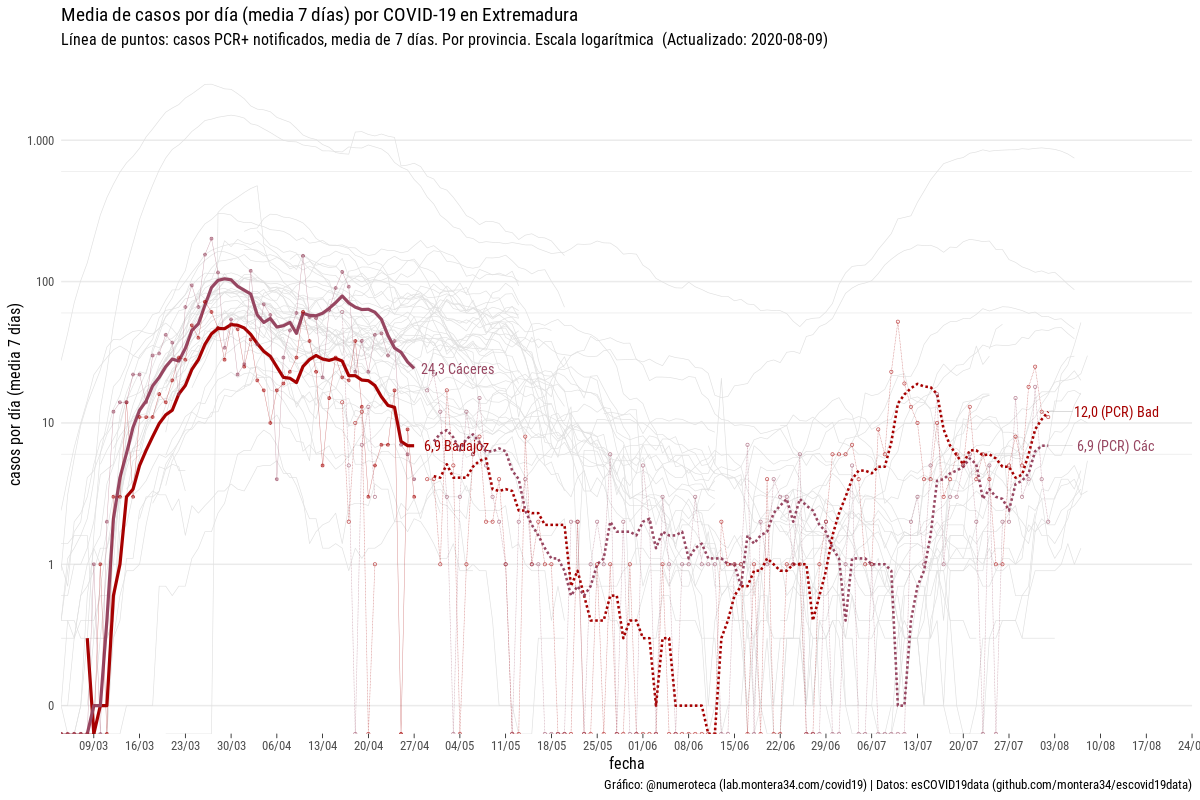 Media de casos por día (media 7 días) por COVID-19 en Extremadura
Línea de puntos: casos PCR+ notificados, media de 7 días. Por provincia. Escala logarítmica (Actualizado: 2020-08-09)
casos por día (media 7 días)
1.000
100
10
1
0
24,3 Cáceres
6,9 Badajoz
12,0 (PCR) Bad
6,9 (PCR) Các
09/03 16/03 23/03 30/03 06/04 13/04 20/04 27/04 04/05 11/05 18/05 25/05 01/06 08/06 15/06 22/06 29/06 06/07 13/07 20/07 27/07 03/08 10/08 17/08 24/0
fecha
Gráfico: @numeroteca (lab.montera34.com/covid19) | Datos: esCOVID19data (github.com/montera34/escovid19data)